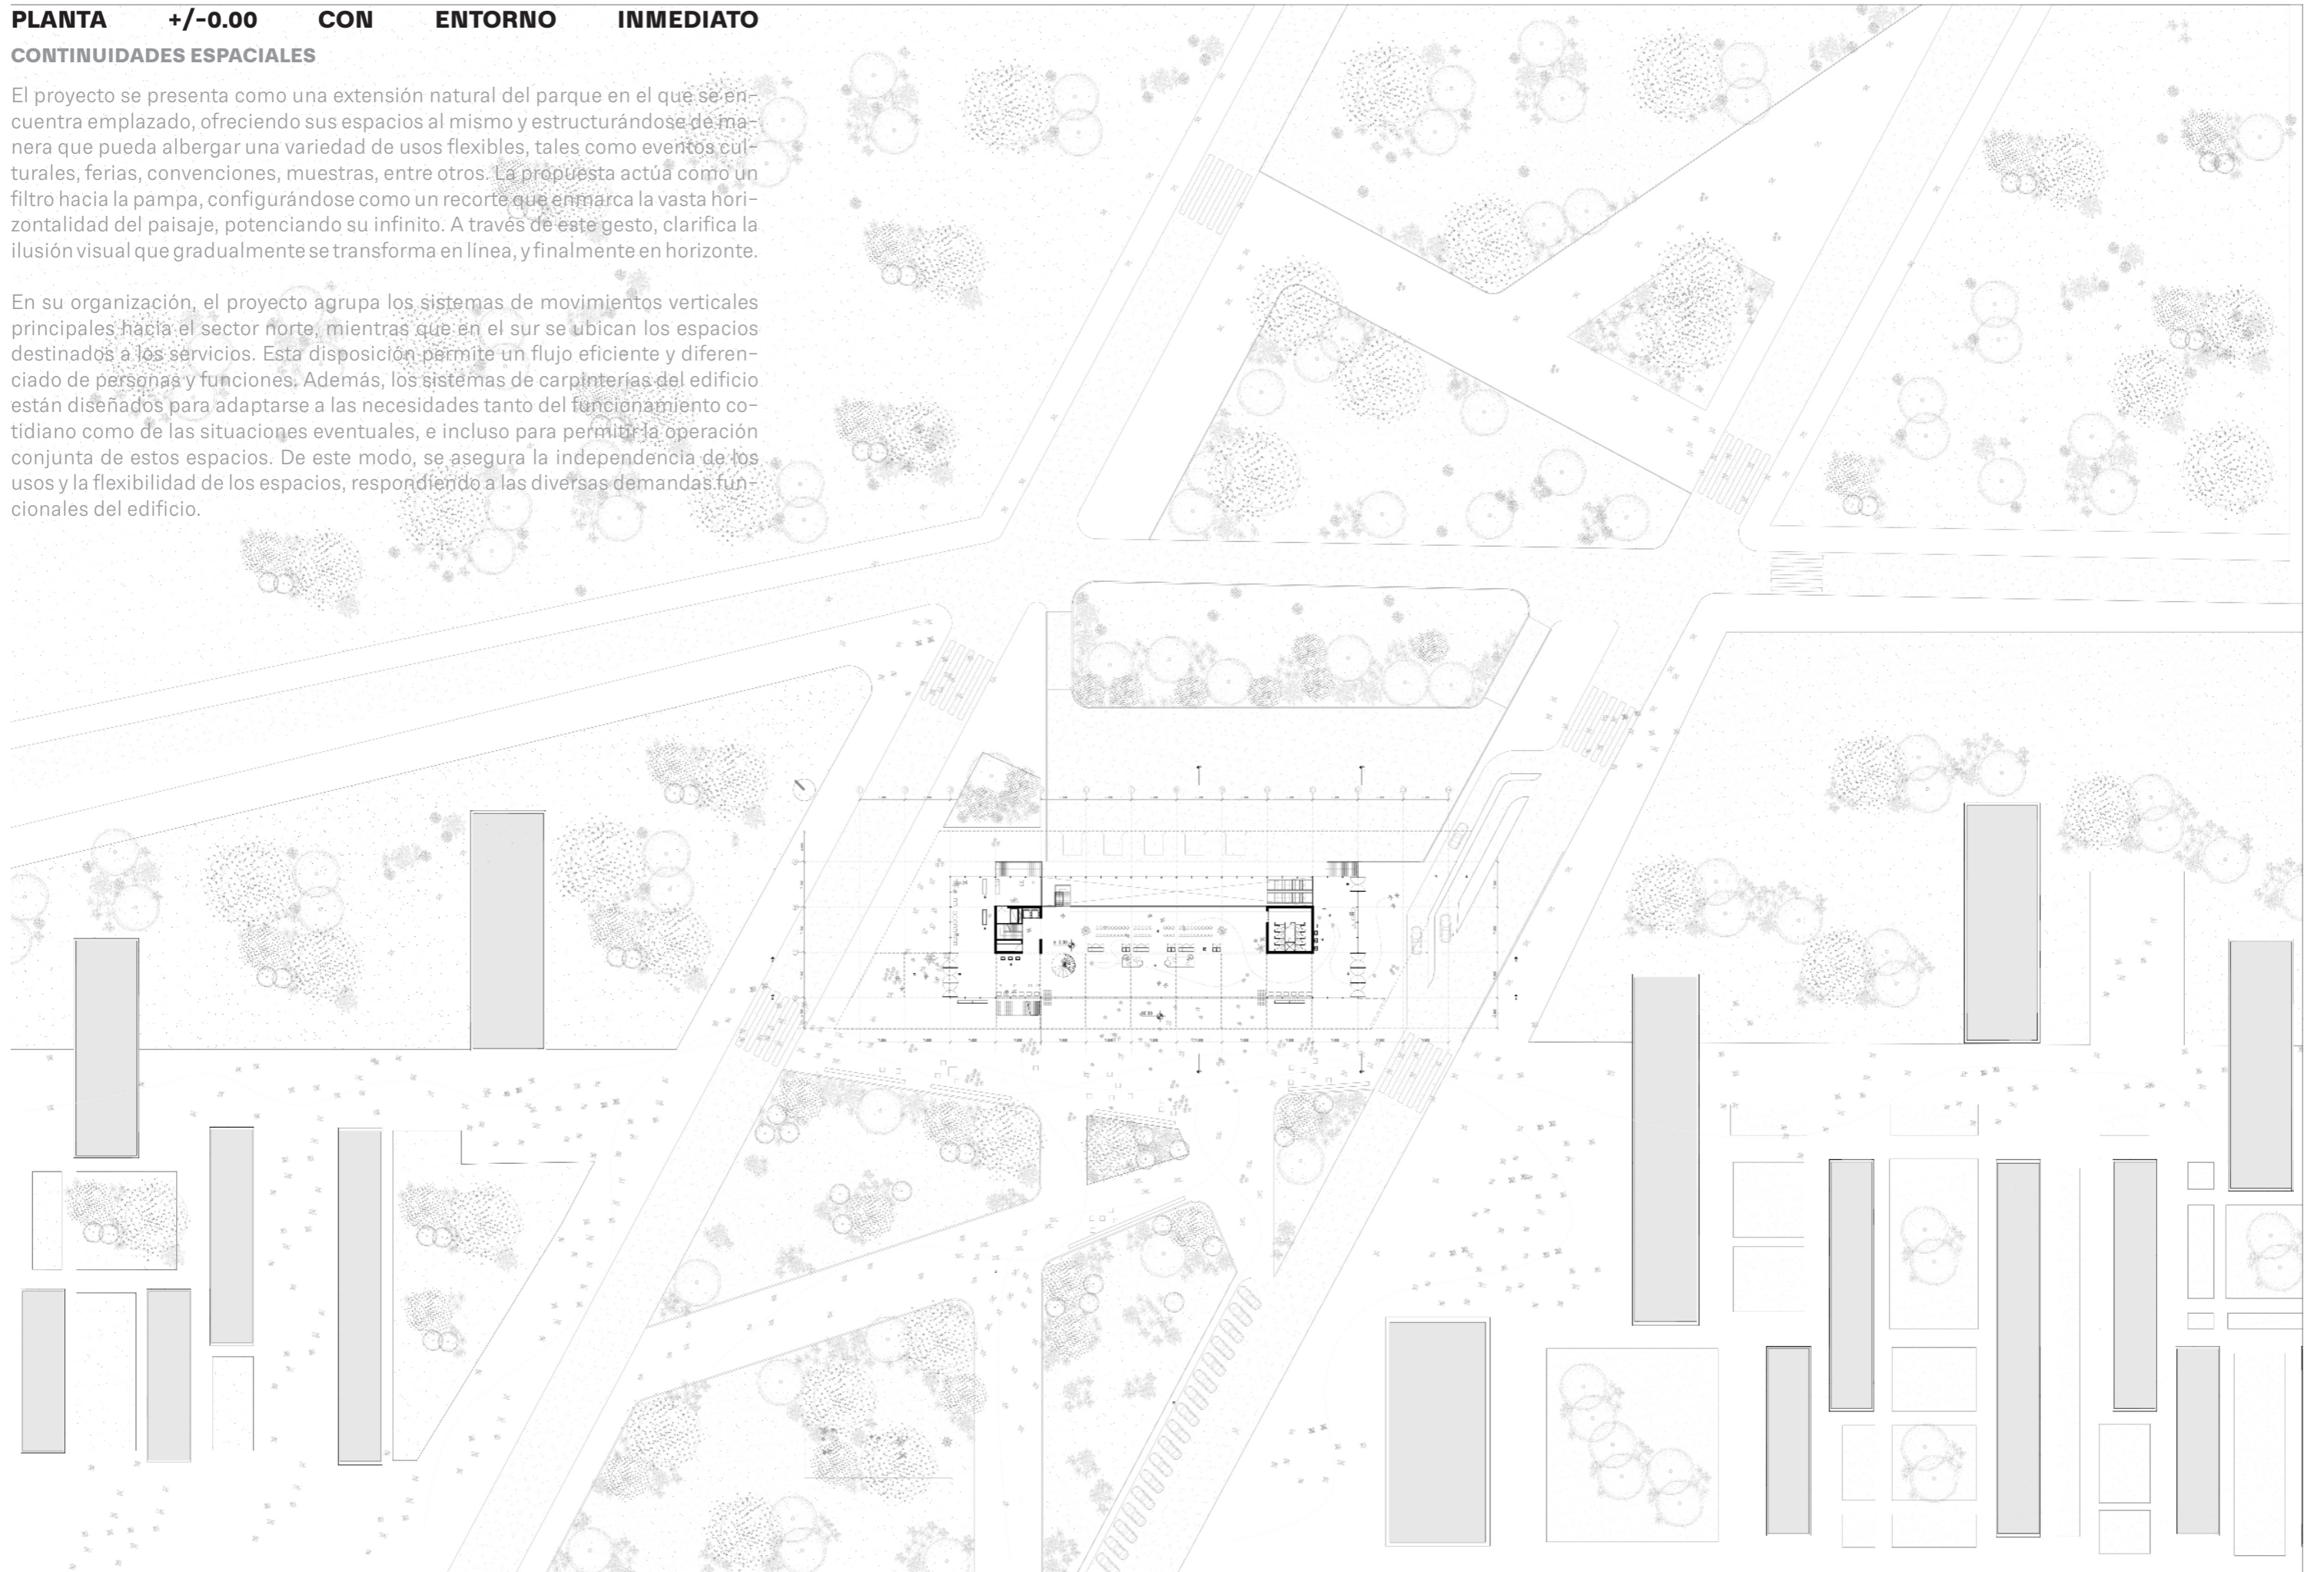 PLANTA +/-0.00 CON ENTORNO INMEDIATO
CONTINUIDADES ESPACIALES
El proyecto se presenta como una extensión natural del parque en el que se en-
cuentra emplazado, ofreciendo sus espacios al mismo y estructurándose de ma-
nera que pueda albergar una variedad de usos flexibles, tales como eventos cul-
turales, ferias, convenciones, muestras, entre otros. La propuesta actúa como un
filtro hacia la pampa, configurándose como un recorte que enmarca la vasta hori-
zontalidad del paisaje, potenciando su infinito. A través de este gesto, clarifica la
ilusión visual que gradualmente se transforma en línea, y finalmente en horizonte.
En su organización, el proyecto agrupa los sistemas de movimientos verticales
principales hacia el sector norte, mientras que en el sur se ubican los espacios
destinados a los servicios. Esta disposición permite un flujo eficiente y diferen-
ciado de personas y funciones. Además, los sistemas de carpinterías del edificio
están diseñados para adaptarse a las necesidades tanto del funcionamiento co-
tidiano como de las situaciones eventuales, e incluso para permitir la operación
conjunta de estos espacios. De este modo, se asegura la independencia de los
usos y la flexibilidad de los espacios, respondiendo a las diversas demandas fun-
cionales del edificio.